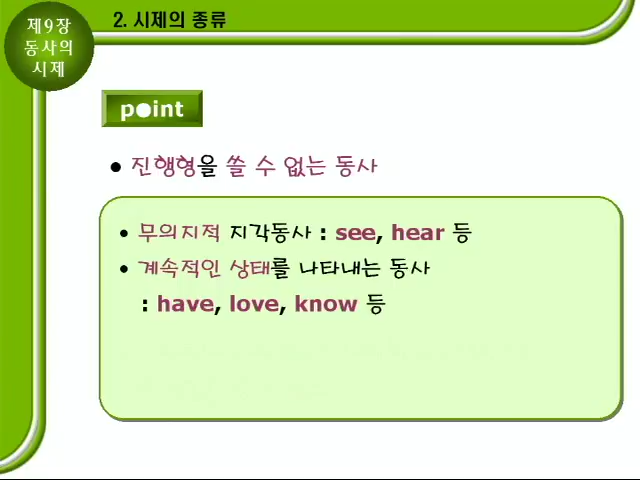 제9장
동사의
시제
2. 시제의 종류
point
● 진행형을 쓸 수 없는 동사
● 무의지적 지각동사 : see, hear 등
● 계속적인 상태를 나타내는 동사
: have, love, know 등